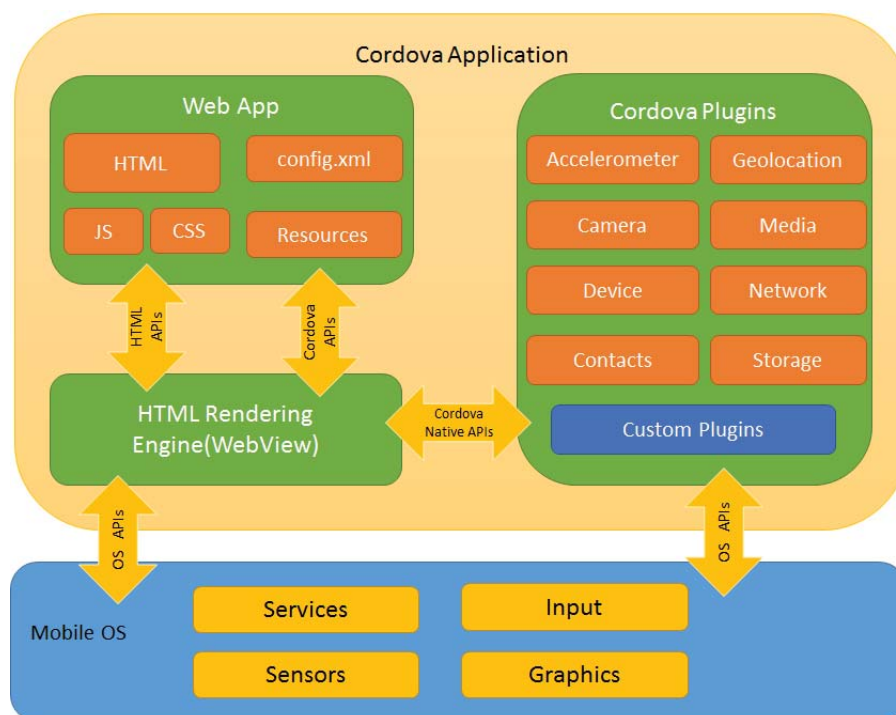 Cordova Application
Web App
HTML
config.xml
JS
CSS
Resources
HTML
APIs
Cordova
APIs
HTML Rendering
Engine(WebView)
Cordova
Native APIs
Cordova Plugins
Accelerometer
Geolocation
Camera
Media
Device
Network
Contacts
Storage
Custom Plugins
OS APIs
OS APIs
Mobile OS
Services
Input
Sensors
Graphics